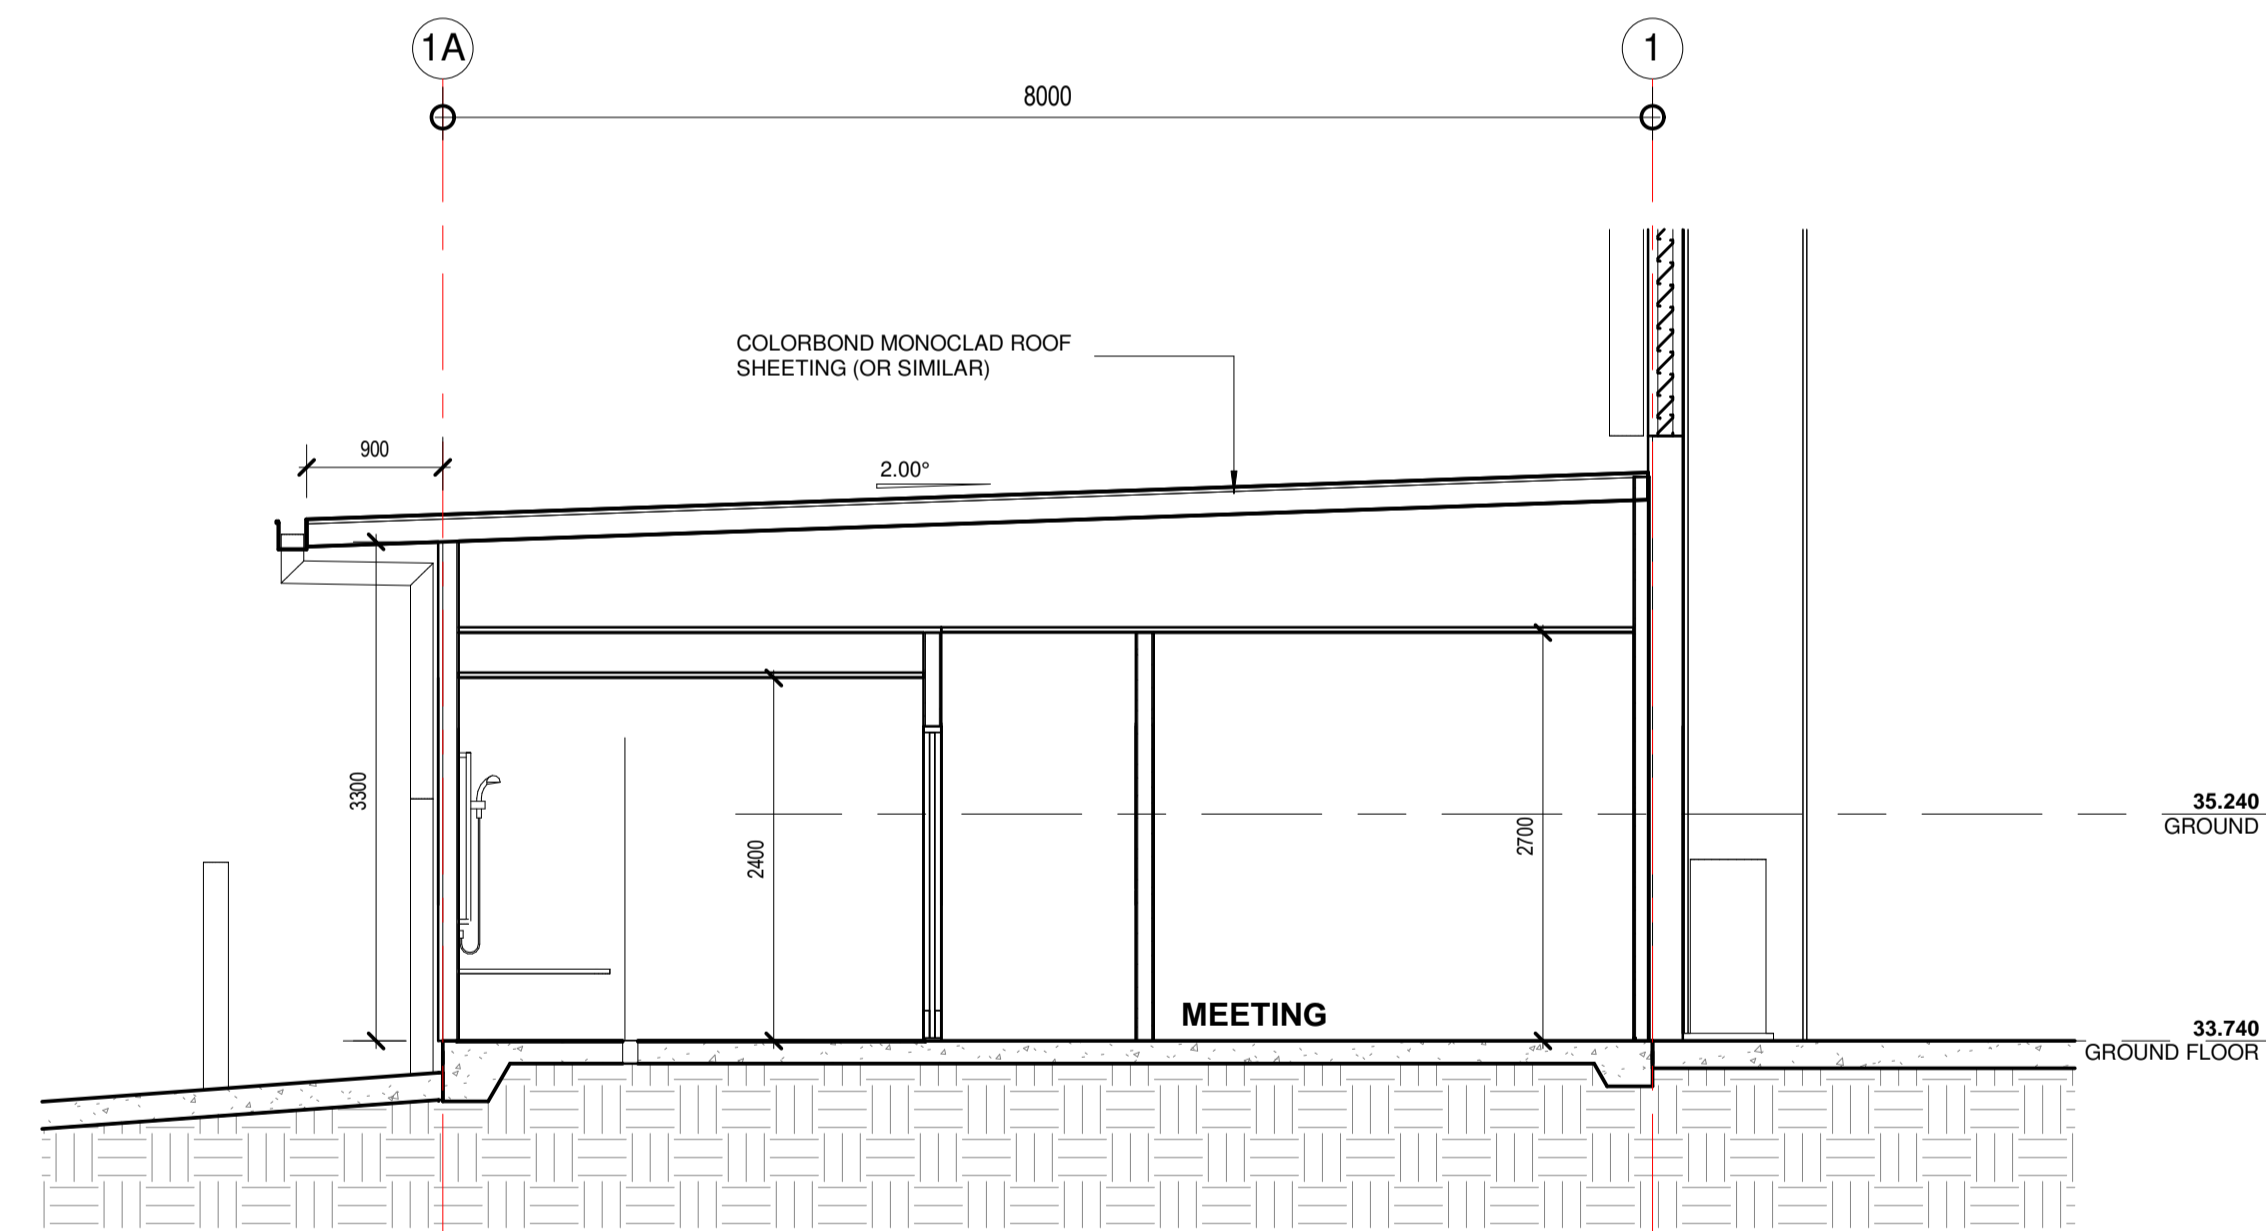 1A
1
8000
COLORBOND MONOCLAD ROOF
SHEETING (OR SIMILAR)
900
2.00°
3300
2400
2700
35.240
GROUND
MEETING
33.740
GROUND FLOOR